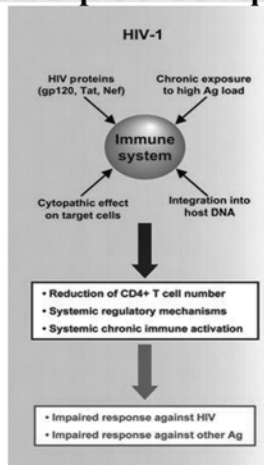 HIV-1
HIV proteins
(gp120, Tat, Nef)
Chronic exposure
to high Ag load
Immune
system
Cytopathic effect
on target cells
Integration into
host DNA
• Reduction of CD4+ T cell number
• Systemic regulatory mechanisms
• Systemic chronic immune activation
• Impaired response against HIV
• Impaired response against other Ag